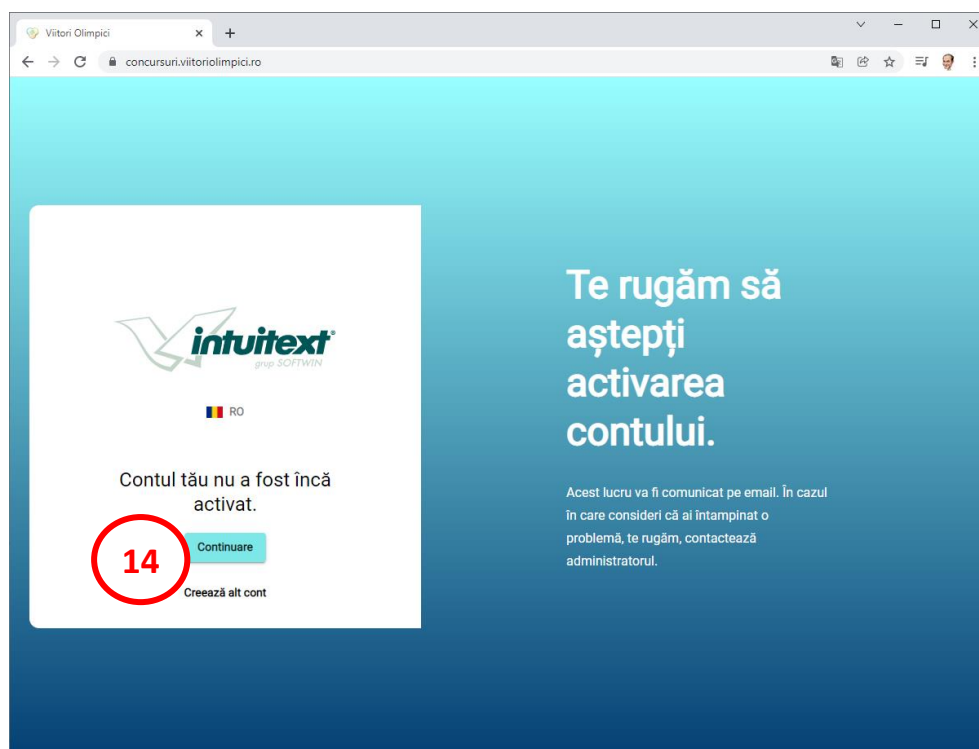 Viitori Olimpici
concursuri.viitoriolimpici.ro
intuitext®
grup SOFTWIN
RO
Contul tău nu a fost încă
activat.
14
Continuare
Creează alt cont
Te rugăm să
aștepți
activarea
contului.
Acest lucru va fi comunicat pe email. În cazul
în care consideri că ai întampinat o
problemă, te rugăm, contactează
administratorul.